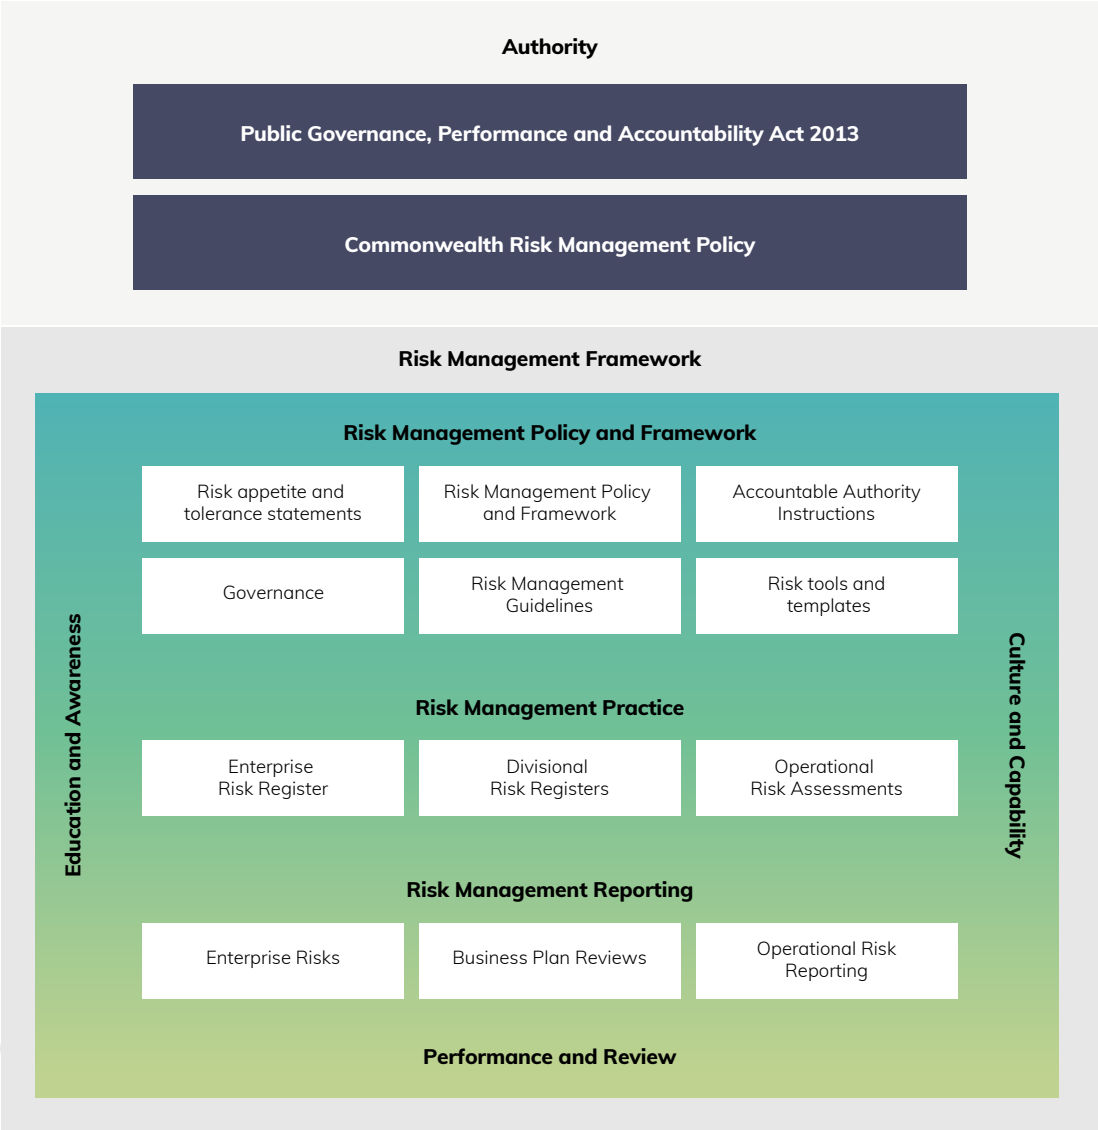 Authority
Public Governance, Performance and Accountability Act 2013
Commonwealth Risk Management Policy
Risk Management Framework
Risk Management Policy and Framework
Risk appetite and
tolerance statements
Risk Management Policy
and Framework
Accountable Authority
Instructions
Governance
Risk Management
Guidelines
Risk tools and
templates
Education and Awareness
Culture and Capability
Risk Management Practice
Enterprise
Risk Register
Divisional
Risk Registers
Operational
Risk Assessments
Risk Management Reporting
Enterprise Risks
Business Plan Reviews
Operational Risk
Reporting
Performance and Review